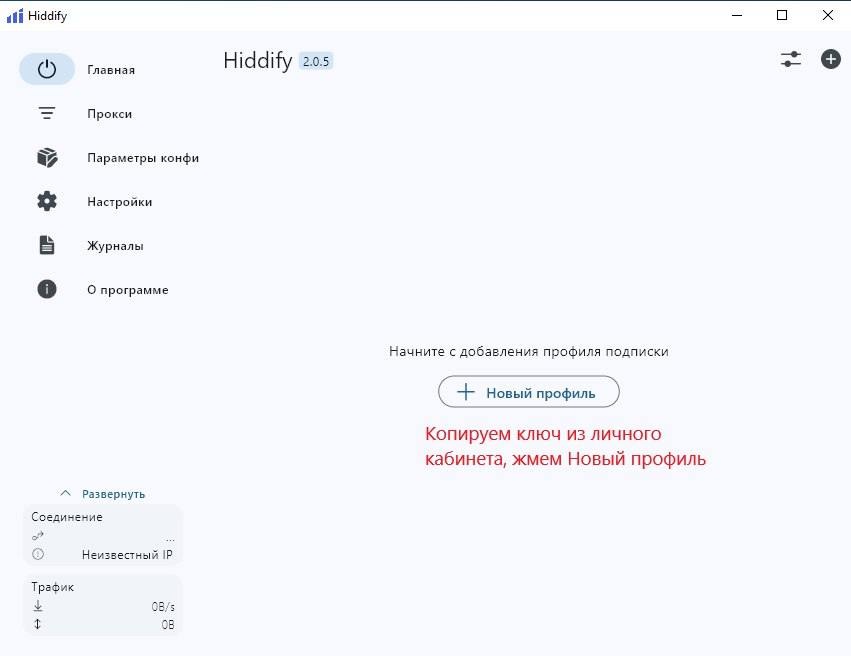 Hiddify
Главная
Прокси
Параметры конфи
Настройки
Журналы
О программе
Hiddify 2.0.5
Начните с добавления профиля подписки
Новый профиль
Копируем ключ из личного
кабинета, жмем Новый профиль
Развернуть
Соединение
...
Неизвестный IP
Трафик
0B/s
0B